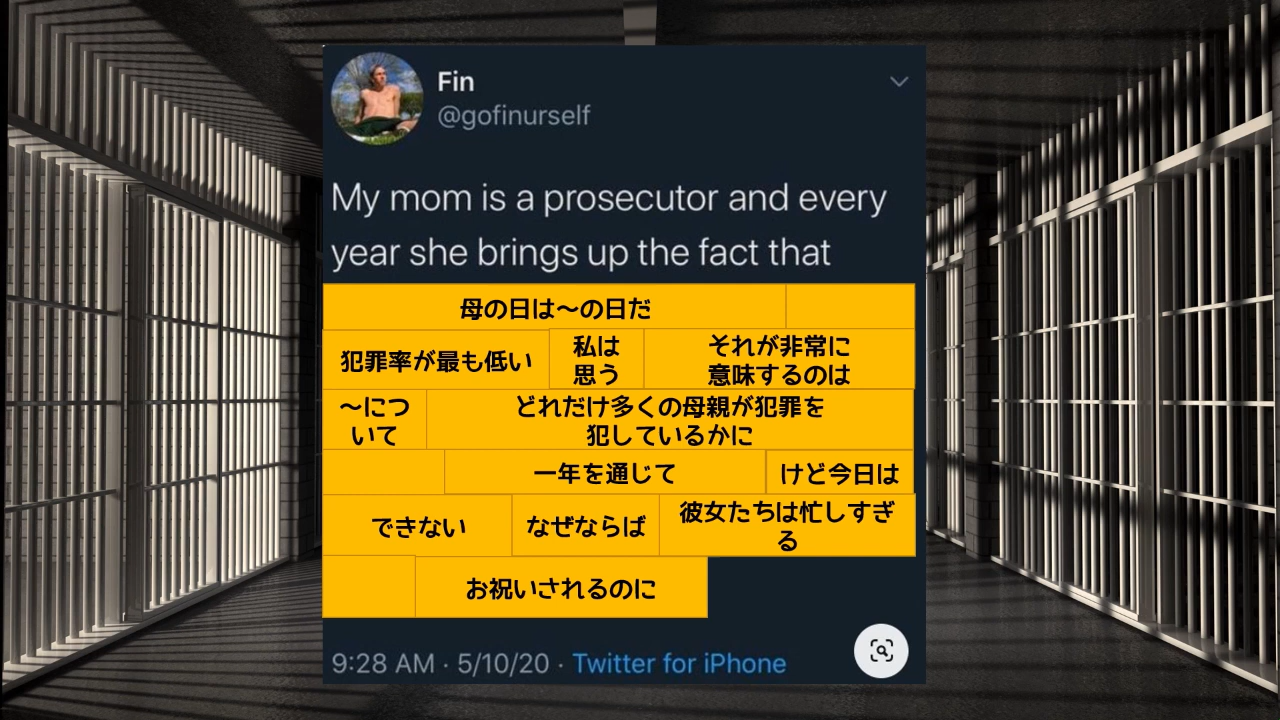 Fin
@gofinurself
My mom is a prosecutor and every
year she brings up the fact that
母の日は〜の日だ
犯罪率が最も低い
私は
思う
それが非常に
意味するのは
〜につ
いて
どれだけ多くの母親が犯罪を
犯しているかに
一年を通じて
けど今日は
できない
なぜならば
彼女たちは忙しすぎ
る
お祝いされるのに
9:28 AM · 5/10/20 · Twitter for iPhone